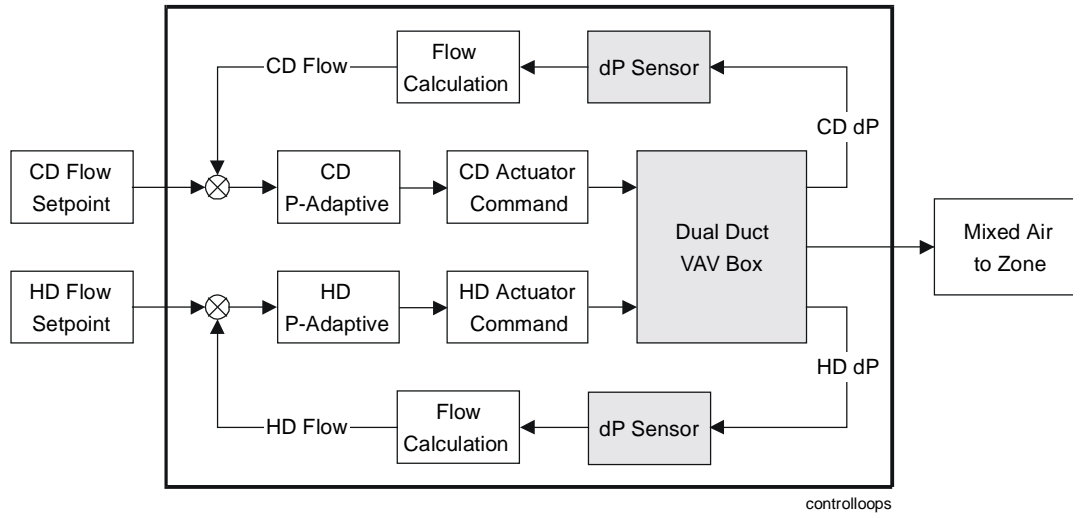 CD Flow
Flow
Calculation
dP Sensor
CD dP
CD Flow
Setpoint
CD
P-Adaptive
CD Actuator
Command
Dual Duct
VAV Box
Mixed Air
to Zone
HD Flow
Setpoint
HD
P-Adaptive
HD Actuator
Command
HD dP
HD Flow
Flow
Calculation
dP Sensor
controlloops